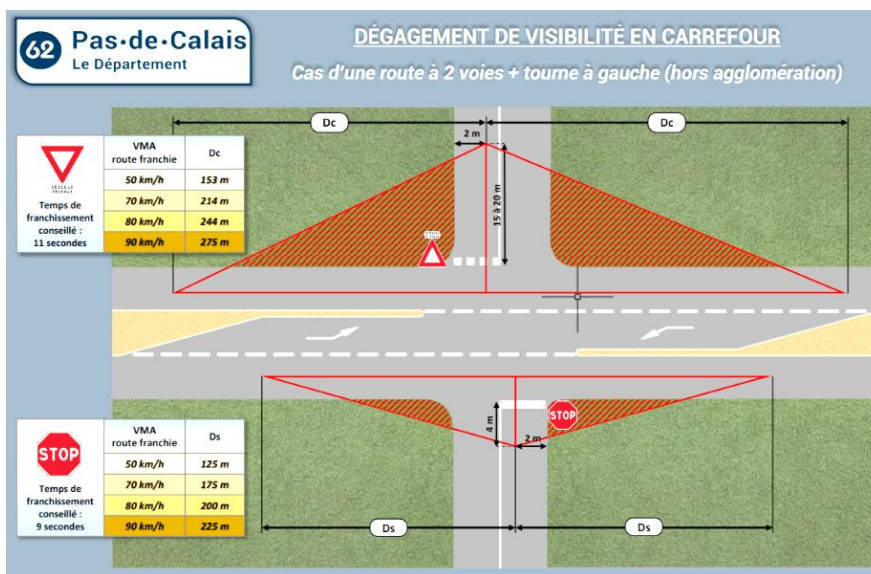 62
Pas-de-Calais
Le Département
DÉGAGEMENT DE VISIBILITÉ EN CARREFOUR
Cas d'une route à 2 voies + tourne à gauche (hors agglomération)
Dc
Dc
2 m
15 à 20 m
CÉDEZ LE
PASSAGE
Temps de
franchissement
conseillé :
11 secondes
VMA
route franchie
Dc
50 km/h 153 m
70 km/h 214 m
80 km/h 244 m
90 km/h 275 m
STOP
4 m
2 m
STOP
Temps de
franchissement
conseillé :
9 secondes
VMA
route franchie
Ds
50 km/h 125 m
70 km/h 175 m
80 km/h 200 m
90 km/h 225 m
Ds
Ds